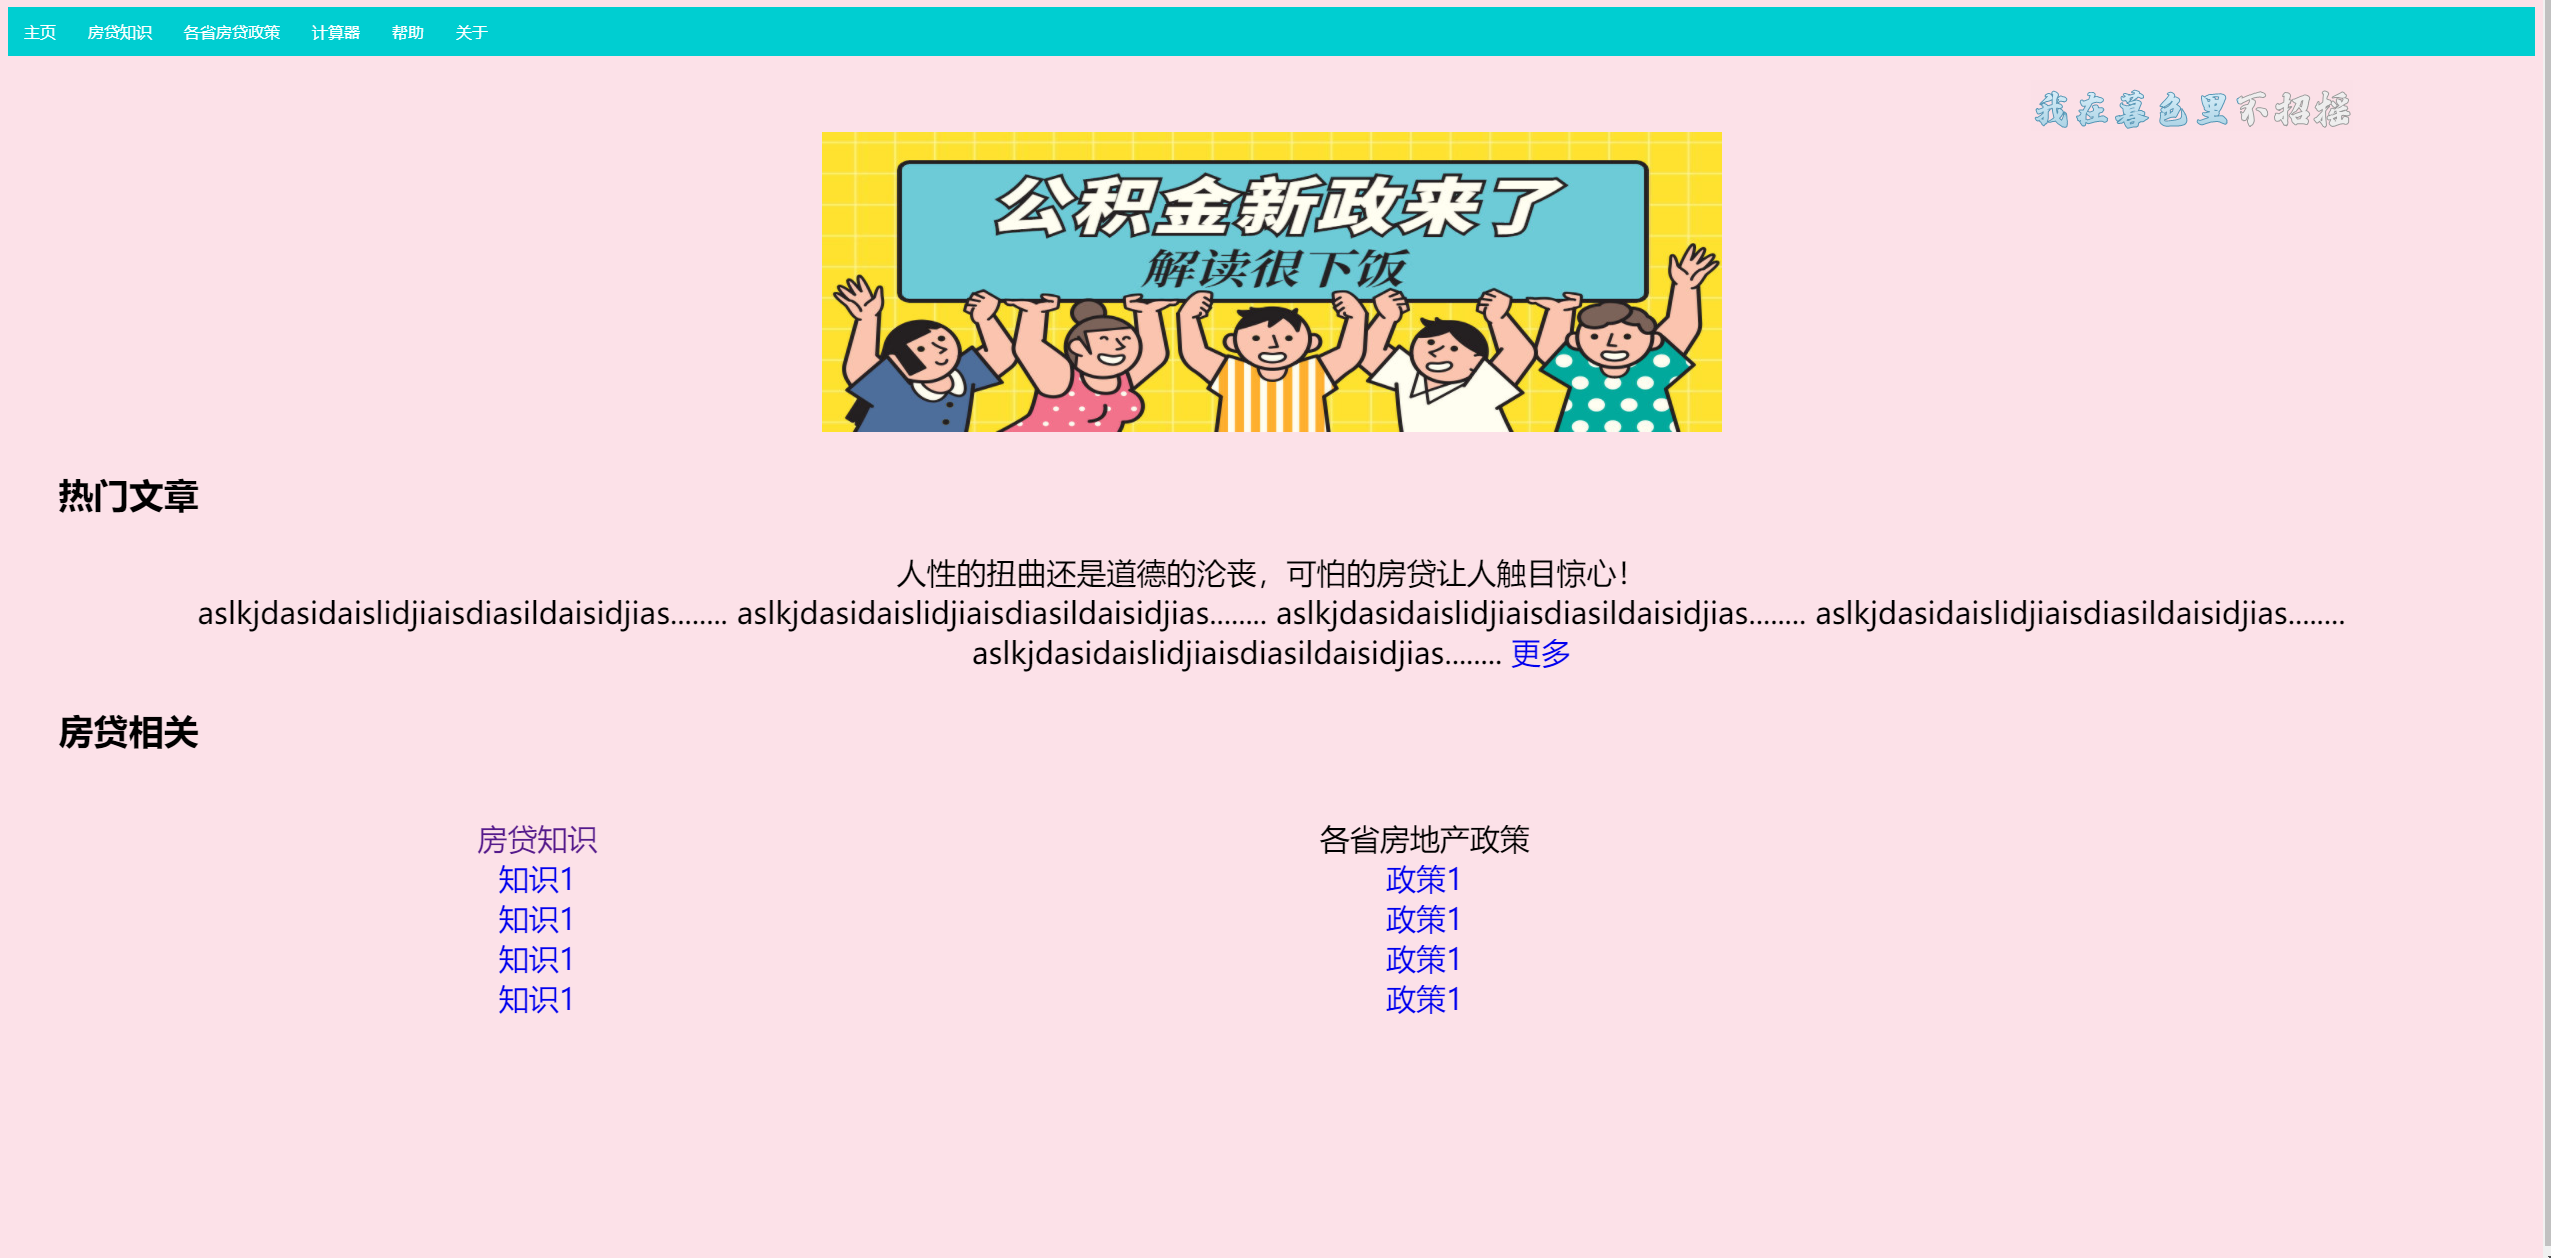 主页 房贷知识 各省房贷政策 计算器 帮助 关于
我在暮色里不招摇
公积金新政来了
解读很下饭
热门文章
人性的扭曲还是道德的沦丧，可怕的房贷让人触目惊心！
aslkjdasidaislidjiaisdiasildaisidjias........ aslkjdasidaislidjiaisdiasildaisidjias........ aslkjdasidaislidjiaisdiasildaisidjias........ aslkjdasidaislidjiaisdiasildaisidjias........
aslkjdasidaislidjiaisdiasildaisidjias........ 更多
房贷相关
房贷知识
知识1
知识1
知识1
知识1
各省房地产政策
政策1
政策1
政策1
政策1